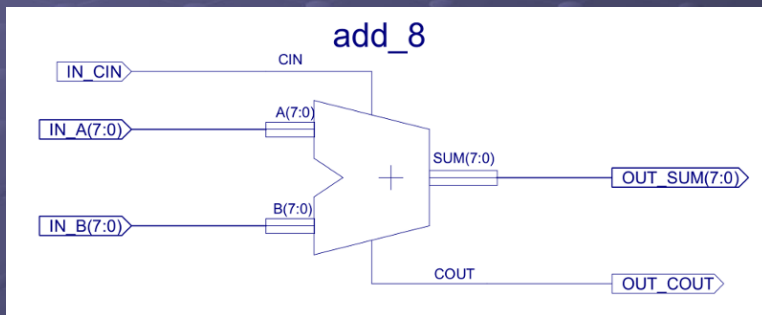 add_8
CIN
IN_CIN
A(7:0)
IN_A(7:0)
SUM(7:0)
OUT_SUM(7:0)
B(7:0)
IN_B(7:0)
COUT
OUT_COUT